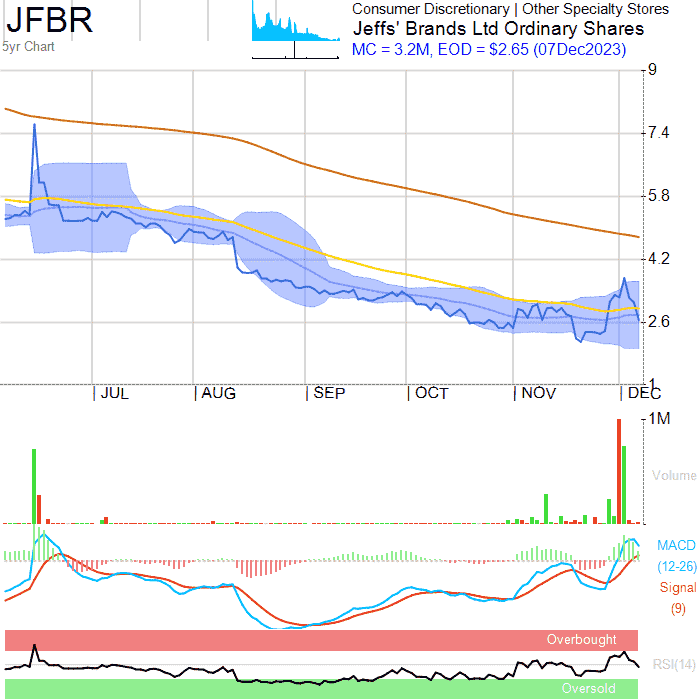 JFBR
5yr Chart
Consumer Discretionary | Other Specialty Stores
Jeffs' Brands Ltd Ordinary Shares
MC = 3.2M, EOD = $2.65 (07Dec2023)
9
7.4
5.8
4.2
2.6
1
JUL AUG SEP OCT NOV DEC
1M
Volume
MACD
(12-26)
Signal
(9)
Overbought
RSI(14)
Oversold